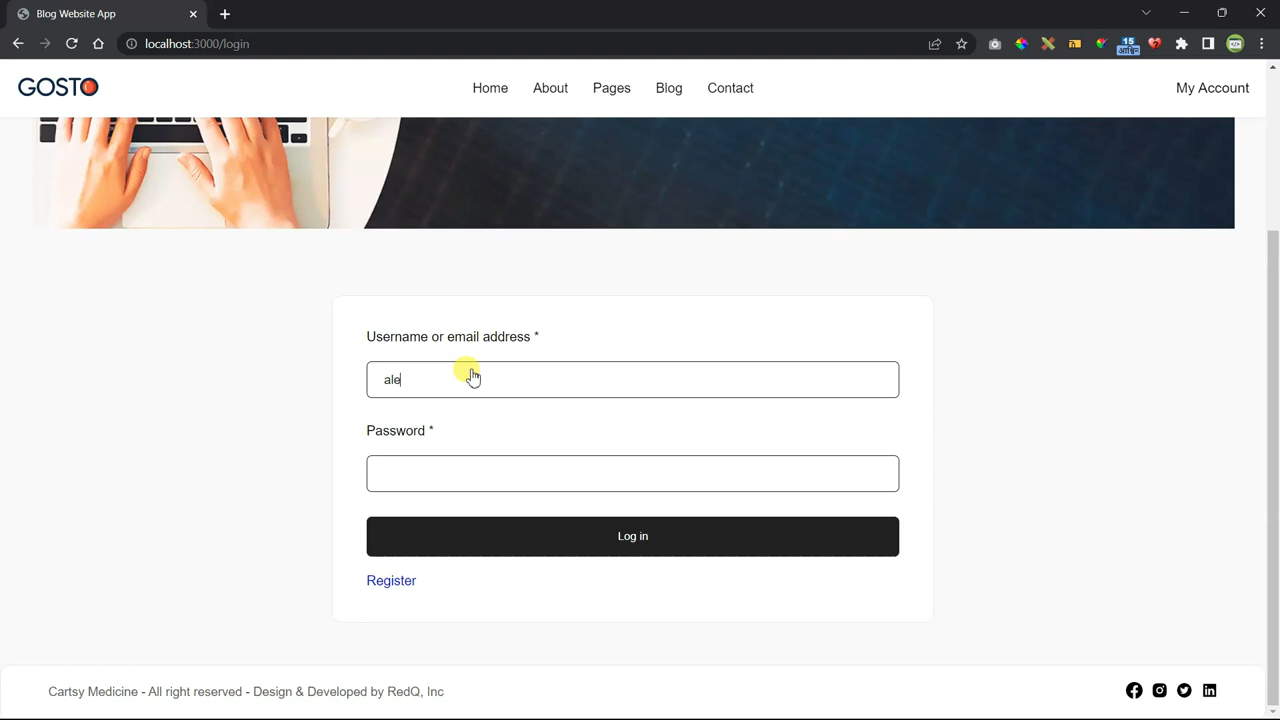 Blog Website App
localhost:3000/login
15
GOSTO
Home About Pages Blog Contact
My Account
Username or email address *
ale
Password *
Log in
Register
Cartsy Medicine - All right reserved - Design & Developed by RedQ, Inc